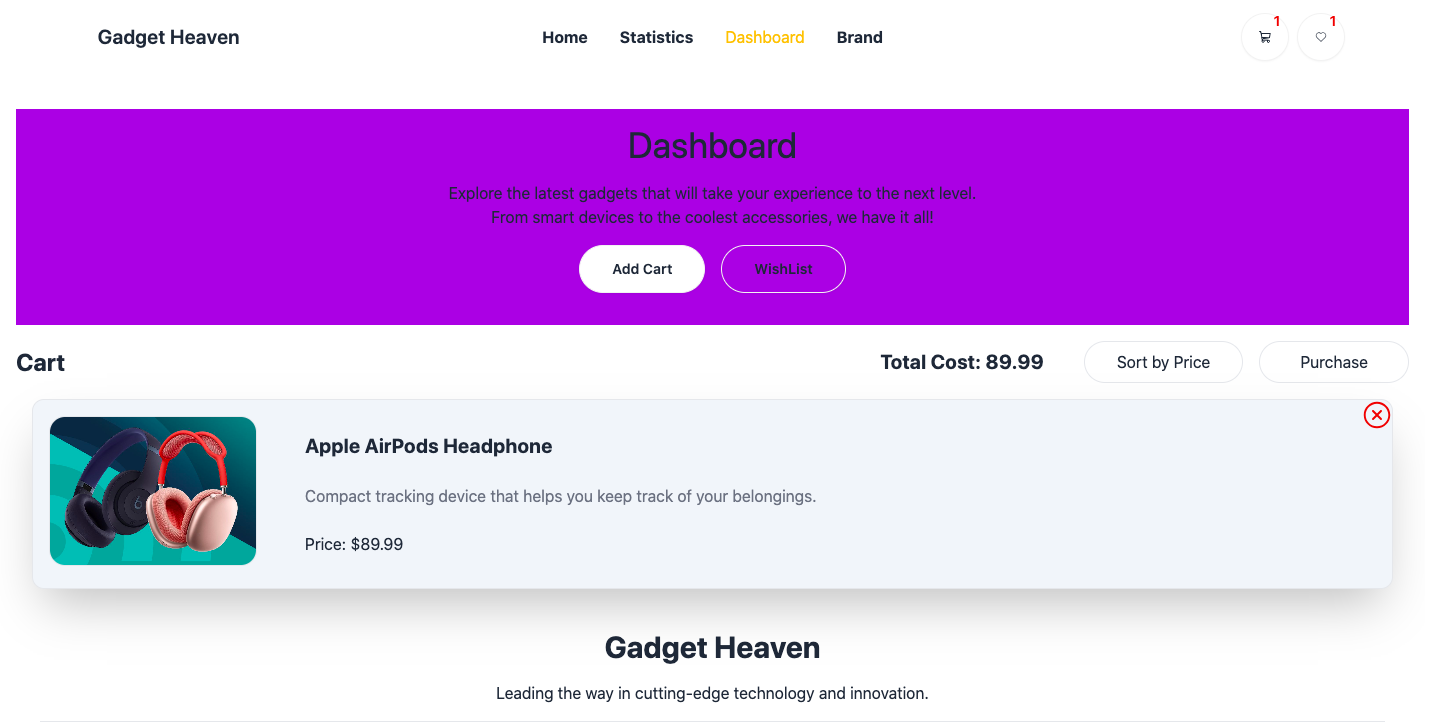 Gadget Heaven
Home Statistics Dashboard Brand
1 1
Dashboard
Explore the latest gadgets that will take your experience to the next level.
From smart devices to the coolest accessories, we have it all!
Add Cart WishList
Cart
Total Cost: 89.99 Sort by Price Purchase
Apple AirPods Headphone
Compact tracking device that helps you keep track of your belongings.
Price: $89.99
Gadget Heaven
Leading the way in cutting-edge technology and innovation.